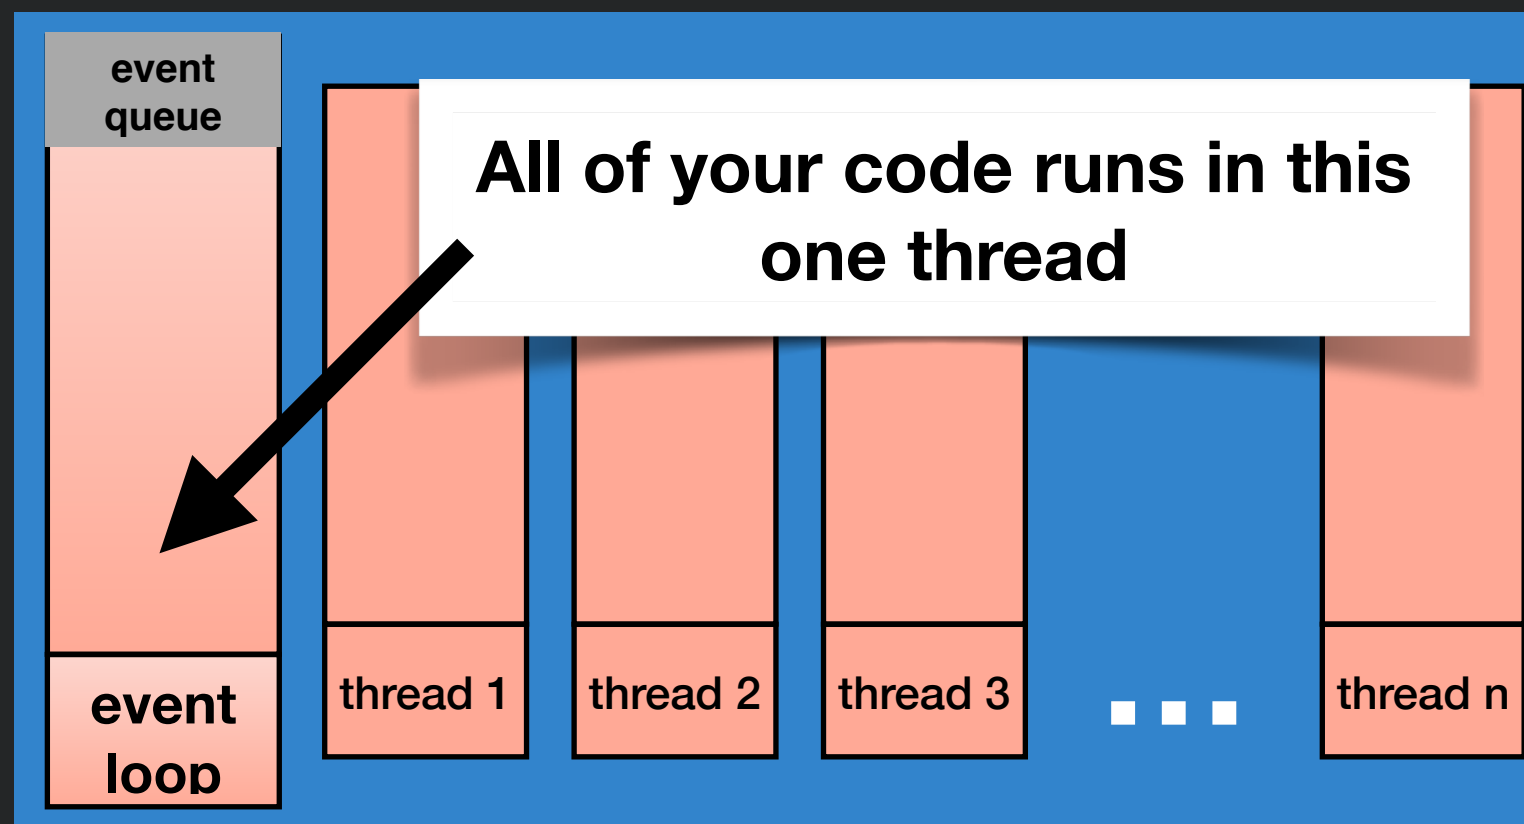 event
queue
All of your code runs in this
one thread
event
loop
thread 1
thread 2
thread 3
...
thread n